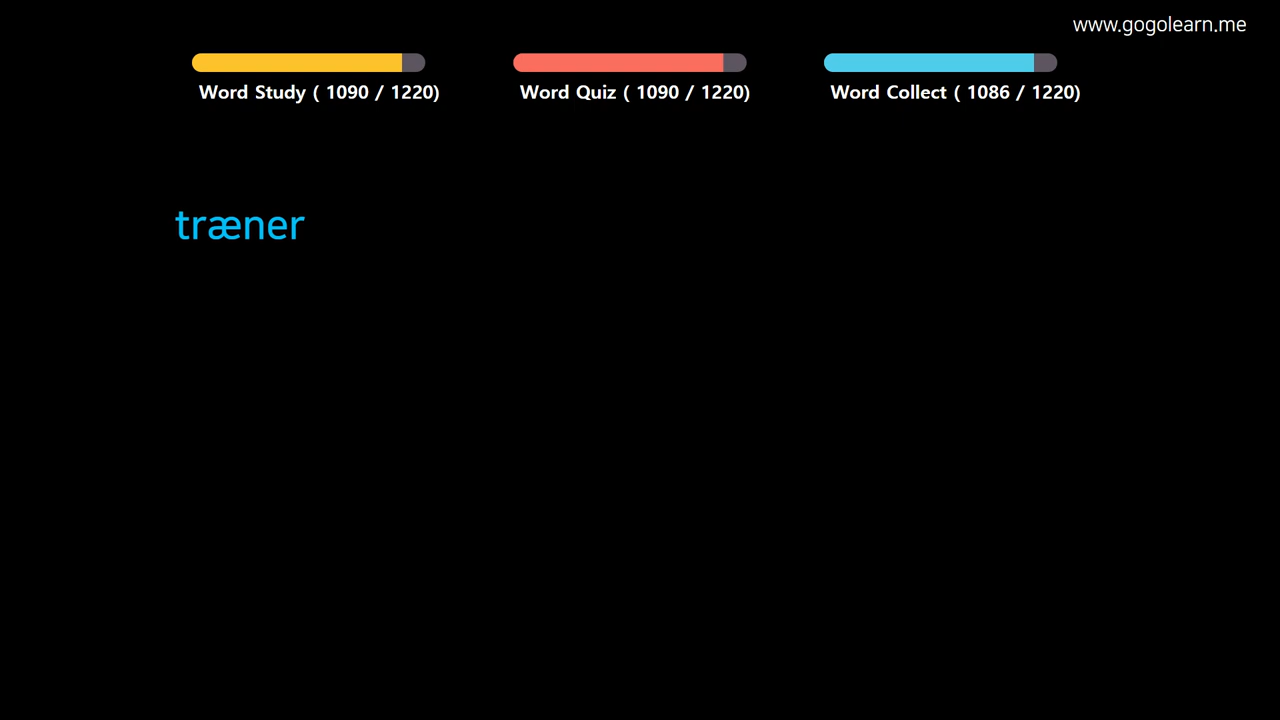 www.gogolearn.me
Word Study ( 1090 / 1220)
Word Quiz ( 1090 / 1220)
Word Collect ( 1086 / 1220)
træner